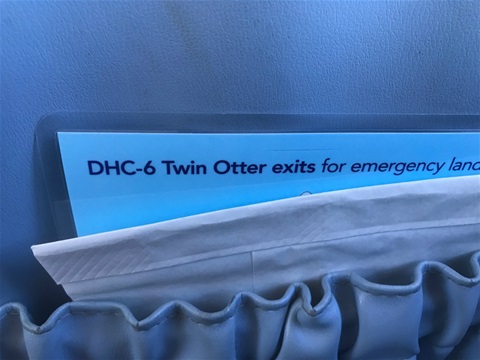 DHC-6 Twin Otter exits for emergency land